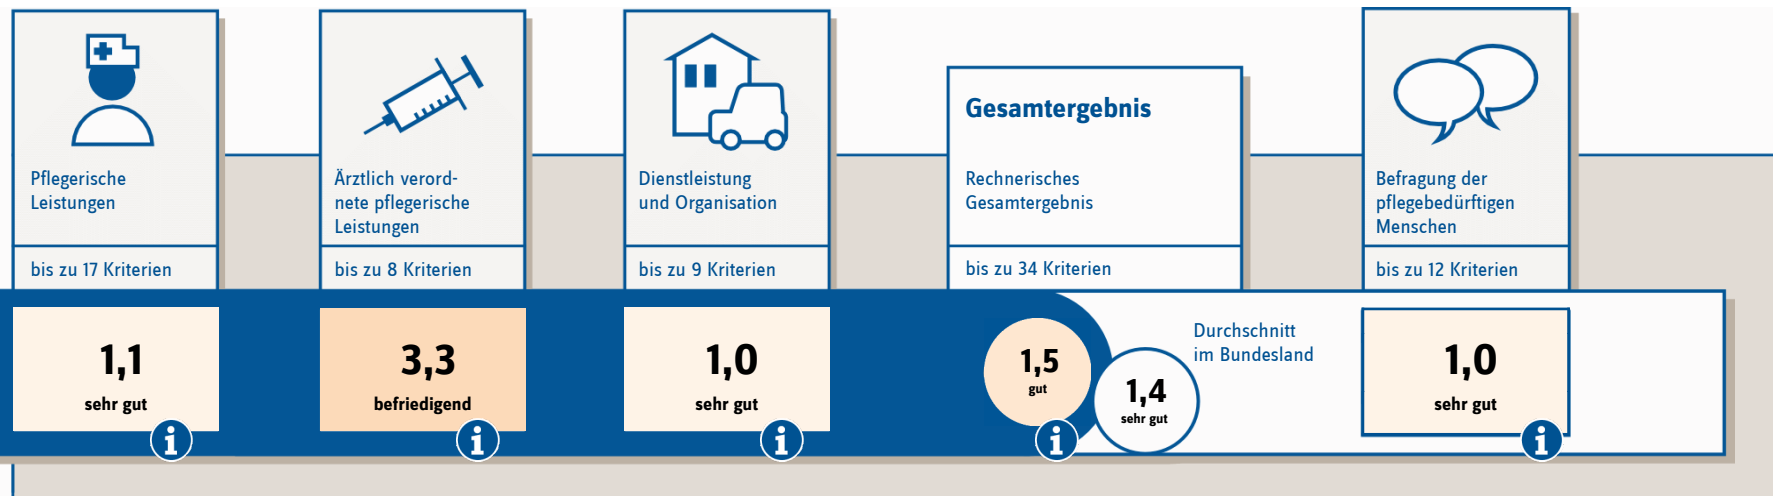 Pflegerische
Leistungen
bis zu 17 Kriterien
1,1
sehr gut
i
Ärztlich verord-
nete pflegerische
Leistungen
bis zu 8 Kriterien
3,3
befriedigend
i
Dienstleistung
und Organisation
bis zu 9 Kriterien
1,0
sehr gut
i
Gesamtergebnis
Rechnerisches
Gesamtergebnis
bis zu 34 Kriterien
1,5
gut
i
Durchschnitt
im Bundesland
1,4
sehr gut
Befragung der
pflegebedürftigen
Menschen
bis zu 12 Kriterien
1,0
sehr gut
i